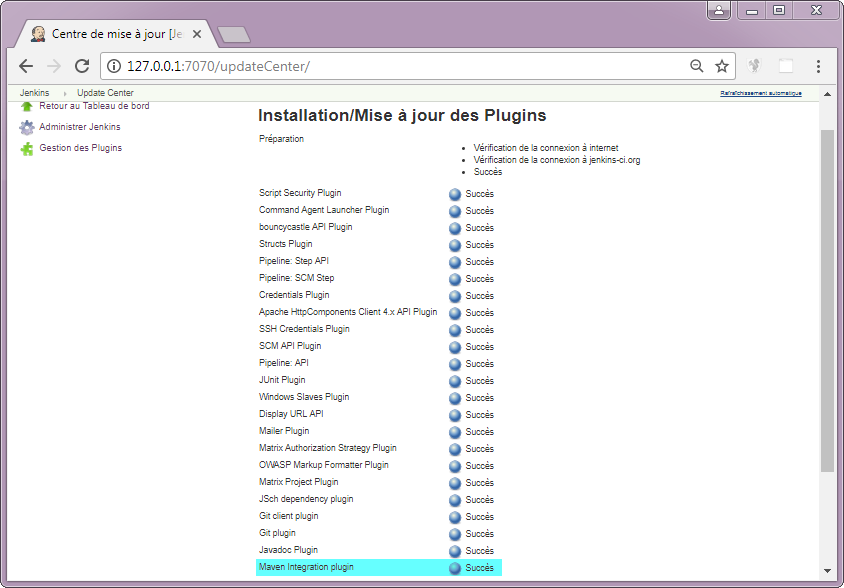 Centre de mise à jour [Je
127.0.0.1:7070/updateCenter/
Jenkins Update Center Rafraîchissement automatique
Retour au Tableau de bord
Administrer Jenkins
Gestion des Plugins
Installation/Mise à jour des Plugins
Préparation
Vérification de la connexion à internet
Vérification de la connexion à jenkins-ci.org
Succès
Script Security Plugin Succès
Command Agent Launcher Plugin Succès
bouncycastle API Plugin Succès
Structs Plugin Succès
Pipeline: Step API Succès
Pipeline: SCM Step Succès
Credentials Plugin Succès
Apache HttpComponents Client 4.x API Plugin Succès
SSH Credentials Plugin Succès
SCM API Plugin Succès
Pipeline: API Succès
JUnit Plugin Succès
Windows Slaves Plugin Succès
Display URL API Succès
Mailer Plugin Succès
Matrix Authorization Strategy Plugin Succès
OWASP Markup Formatter Plugin Succès
Matrix Project Plugin Succès
JSch dependency plugin Succès
Git client plugin Succès
Git plugin Succès
Javadoc Plugin Succès
Maven Integration plugin Succès